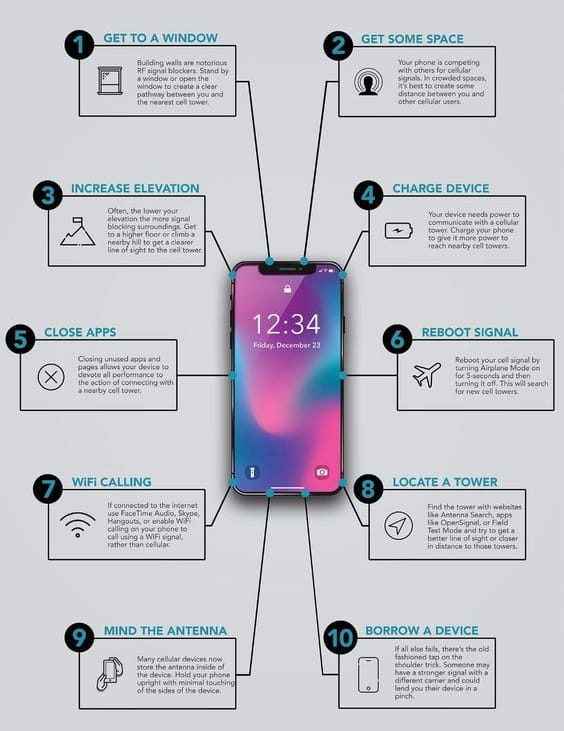 1
GET TO A WINDOW
Building walls are notorious
RF signal blockers. Stand by
a window or open the
window to create a clear
pathway between you and
the nearest cell tower.
2
GET SOME SPACE
Your phone is competing
with others for cellular
signals. In crowded spaces,
it's best to create some
distance between you and
other cellular users.
3
INCREASE ELEVATION
Often, the lower your
elevation the more signal
blocking surroundings. Get
to a higher floor or climb a
nearby hill to get a clearer
line of sight to the cell tower.
4
CHARGE DEVICE
Your device needs power to
communicate with a cellular
tower. Charge your phone
to give it more power to
reach nearby cell towers.
12:34
Friday, December 23
5
CLOSE APPS
Closing unused apps and
pages allows your device to
devote all performance to
the action of connecting with
a nearby cell tower.
6
REBOOT SIGNAL
Reboot your cell signal by
turning Airplane Mode on
for 5-seconds and then
turning it off. This will search
for new cell towers.
7
WiFi CALLING
If connected to the internet
use FaceTime Audio, Skype,
Hangouts, or enable WiFi
calling on your phone to
call using a WiFi signal,
rather than cellular.
8
LOCATE A TOWER
Find the tower with websites
like Antenna Search, apps
like OpenSignal, or Field
Test Mode and try to get a
better line of sight or closer
in distance to those towers.
9
MIND THE ANTENNA
Many cellular devices now
store the antenna inside of
the device. Hold your phone
upright with minimal touching
of the sides of the device.
10
BORROW A DEVICE
If all else fails, there's the old
fashioned tap on the
shoulder trick. Someone may
have a stronger signal with a
different carrier and could
lend you their device in a
pinch.